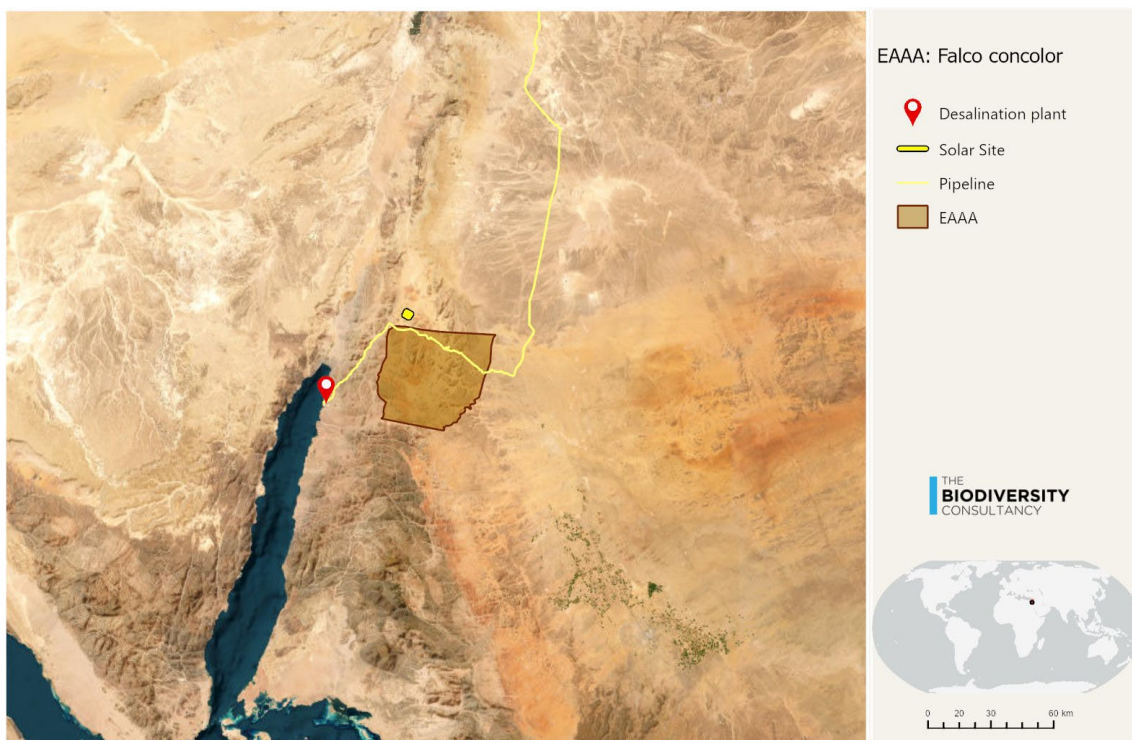 EAAA: Falco concolor
Desalination plant
Solar Site
Pipeline
EAAA
THE
BIODIVERSITY
CONSULTANCY
0 20 30 60 km